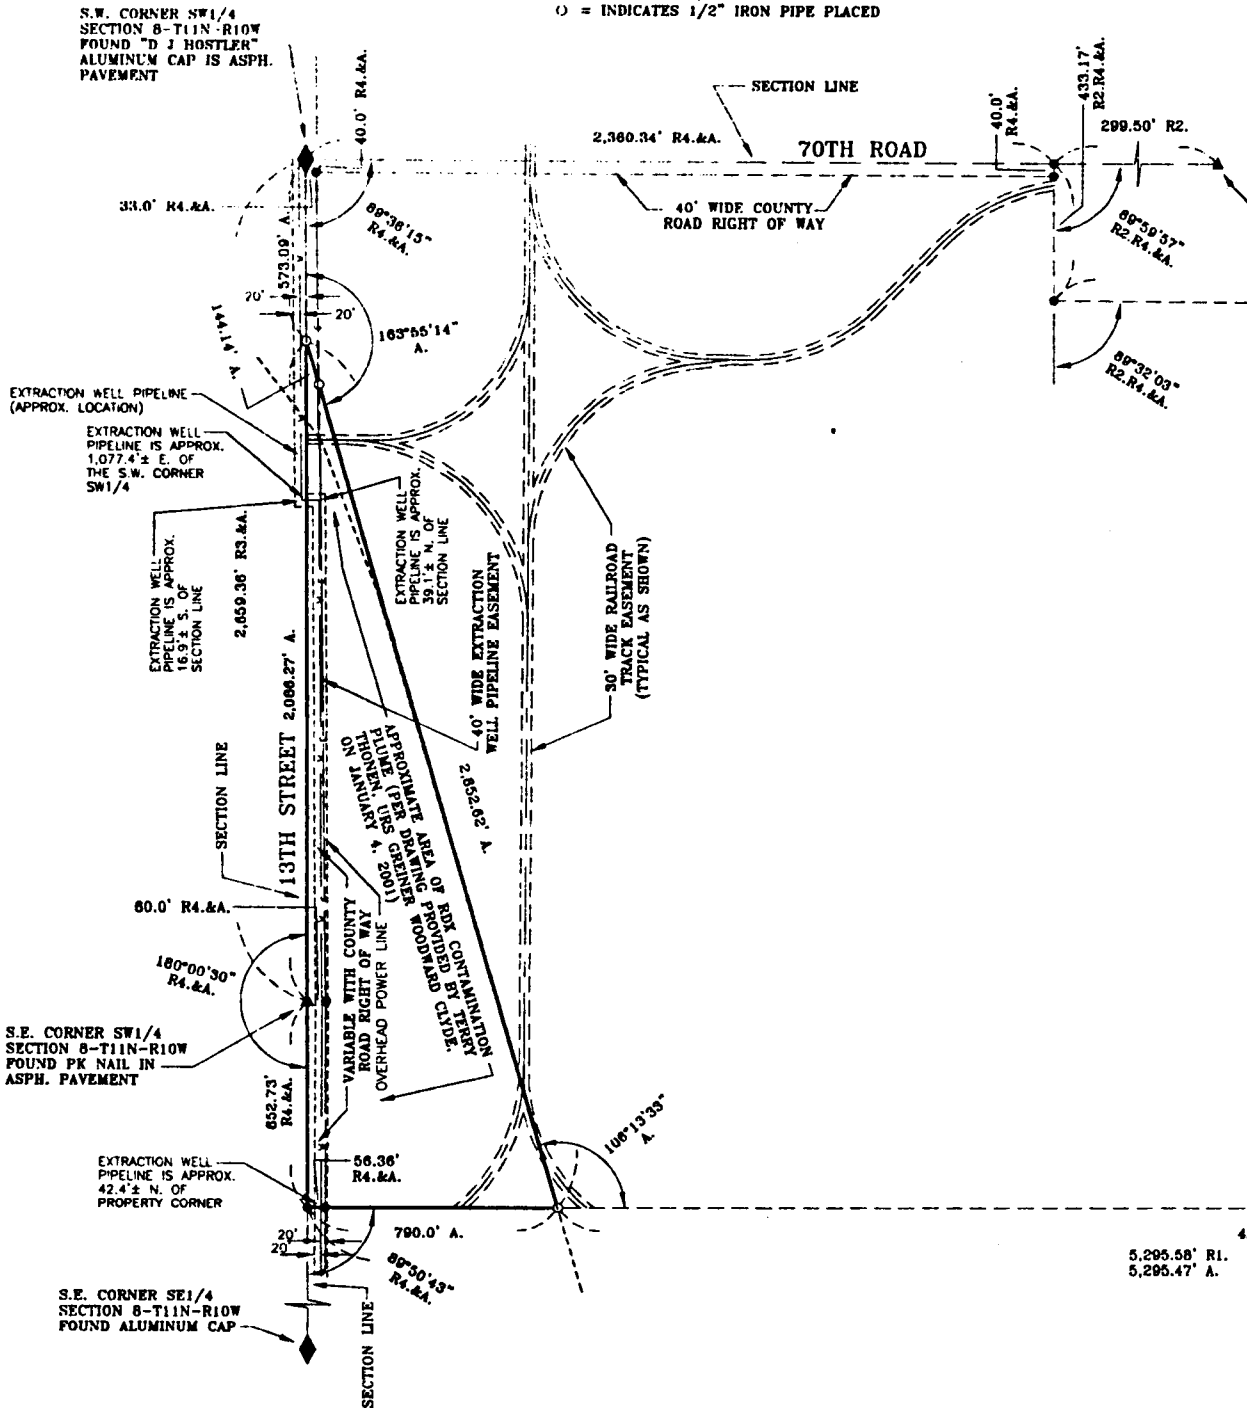 S.W. CORNER SW1/4
SECTION 8-T11N-R10W
FOUND "D J HOSTLER"
ALUMINUM CAP IS ASPH.
PAVEMENT
= INDICATES 1/2" IRON PIPE PLACED
40.0' R4.&A.
SECTION LINE
2,360.34' R4.&A.
70TH ROAD
40.0'
R4.&A.
433.17'
R2.R4.&A.
299.50' R2.
33.0' R4.&A.
89°36'15"
R4.&A.
40' WIDE COUNTY
ROAD RIGHT OF WAY
89°59'57"
R2.R4.&A.
573.09' A.
20'
20'
144.14' A.
163°55'14"
A.
89°32'03"
R2.R4.&A.
EXTRACTION WELL PIPELINE
(APPROX. LOCATION)
EXTRACTION WELL
PIPELINE IS APPROX.
1,077.4'± E. OF
THE S.W. CORNER
SW1/4
EXTRACTION WELL
PIPELINE IS APPROX.
16.9'± S. OF
SECTION LINE
2,659.36' R3.&A.
EXTRACTION WELL
PIPELINE IS APPROX.
39.1'± N. OF
SECTION LINE
40' WIDE EXTRACTION
WELL PIPELINE EASEMENT
30' WIDE RAILROAD
TRACK EASEMENT
(TYPICAL AS SHOWN)
13TH STREET
2,086.27' A.
SECTION LINE
2,852.62' A.
APPROXIMATE AREA OF RDX CONTAMINATION
PLUME (PER DRAWING PROVIDED BY TERRY
THONEN, URS GREINER WOODWARD CLYDE,
ON JANUARY 4, 2001)
60.0' R4.&A.
180°00'30"
R4.&A.
VARIABLE WITH COUNTY
ROAD RIGHT OF WAY
OVERHEAD POWER LINE
S.E. CORNER SW1/4
SECTION 8-T11N-R10W
FOUND PK NAIL IN
ASPH. PAVEMENT
652.73'
R4.&A.
106°13'33"
A.
EXTRACTION WELL
PIPELINE IS APPROX.
42.4'± N. OF
PROPERTY CORNER
56.36'
R4.&A.
20'
20'
790.0' A.
89°50'43"
R4.&A.
4
5,295.58' R1.
5,295.47' A.
S.E. CORNER SE1/4
SECTION 8-T11N-R10W
FOUND ALUMINUM CAP
SECTION LINE